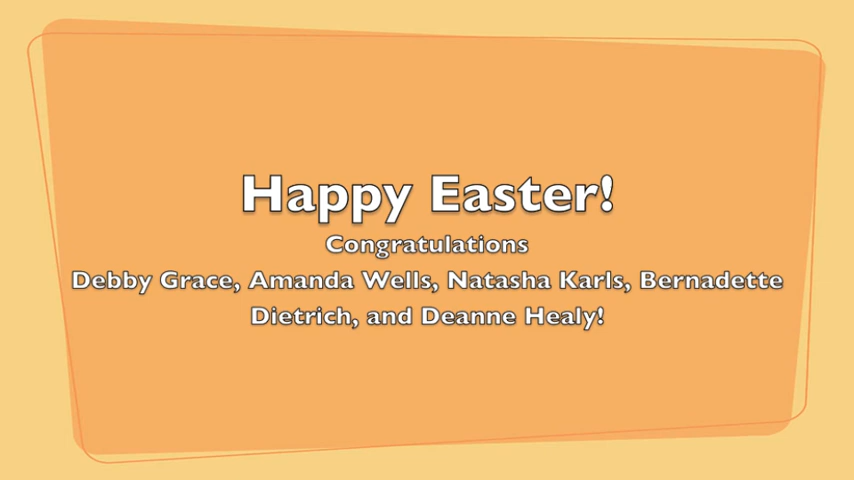 Happy Easter!
Congratulations
Debby Grace, Amanda Wells, Natasha Karls, Bernadette
Dietrich, and Deanne Healy!